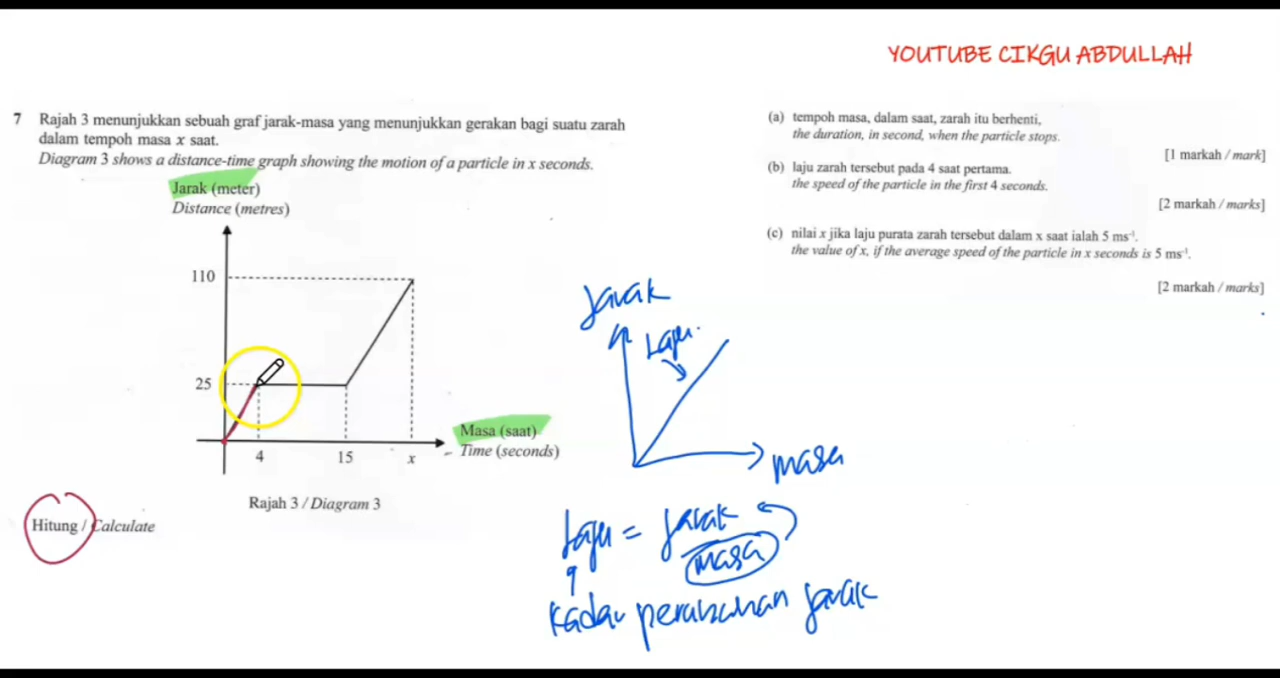 YOUTUBE CIKGU ABDULLAH
7 Rajah 3 menunjukkan sebuah graf jarak-masa yang menunjukkan gerakan bagi suatu zarah
dalam tempoh masa x saat.
Diagram 3 shows a distance-time graph showing the motion of a particle in x seconds.
Jarak (meter)
Distance (metres)
110
25
4 15 x
Masa (saat)
Time (seconds)
Rajah 3 / Diagram 3
Hitung / Calculate
(a) tempoh masa, dalam saat, zarah itu berhenti,
the duration, in second, when the particle stops.
[1 markah / mark]
(b) laju zarah tersebut pada 4 saat pertama.
the speed of the particle in the first 4 seconds.
[2 markah / marks]
(c) nilai x jika laju purata zarah tersebut dalam x saat ialah 5 ms⁻¹.
the value of x, if the average speed of the particle in x seconds is 5 ms⁻¹.
[2 markah / marks]
Jarak
Laju
masa
Laju = Jarak
masa
Kadar perubahan jarak